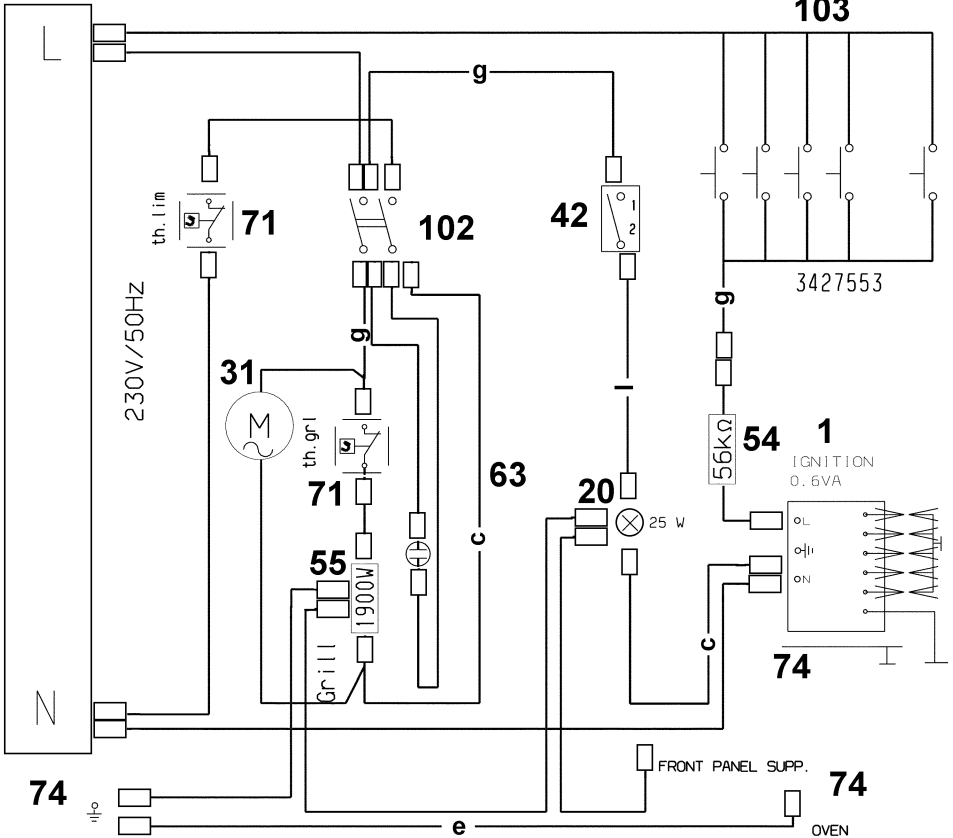 103
L
g
th.lim
71
102
42
1
2
3427553
230V/50Hz
g
g
31
M
th.grl
56kΩ
54
1
IGNITION
0.6VA
l
71
63
20
25 W
L
c
55
1900W
N
c
74
Grill
N
FRONT PANEL SUPP.
74
74
e
OVEN